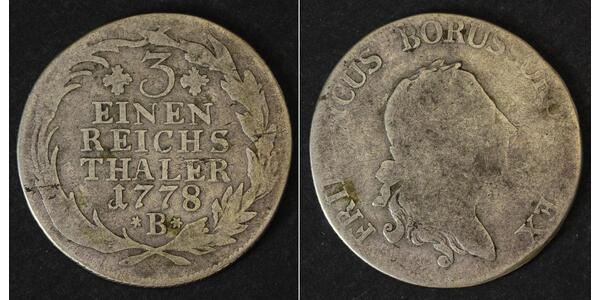 * 3 *
EINEN
REICHS
THALER
1778
* B *
FRI CUS BORUS EX